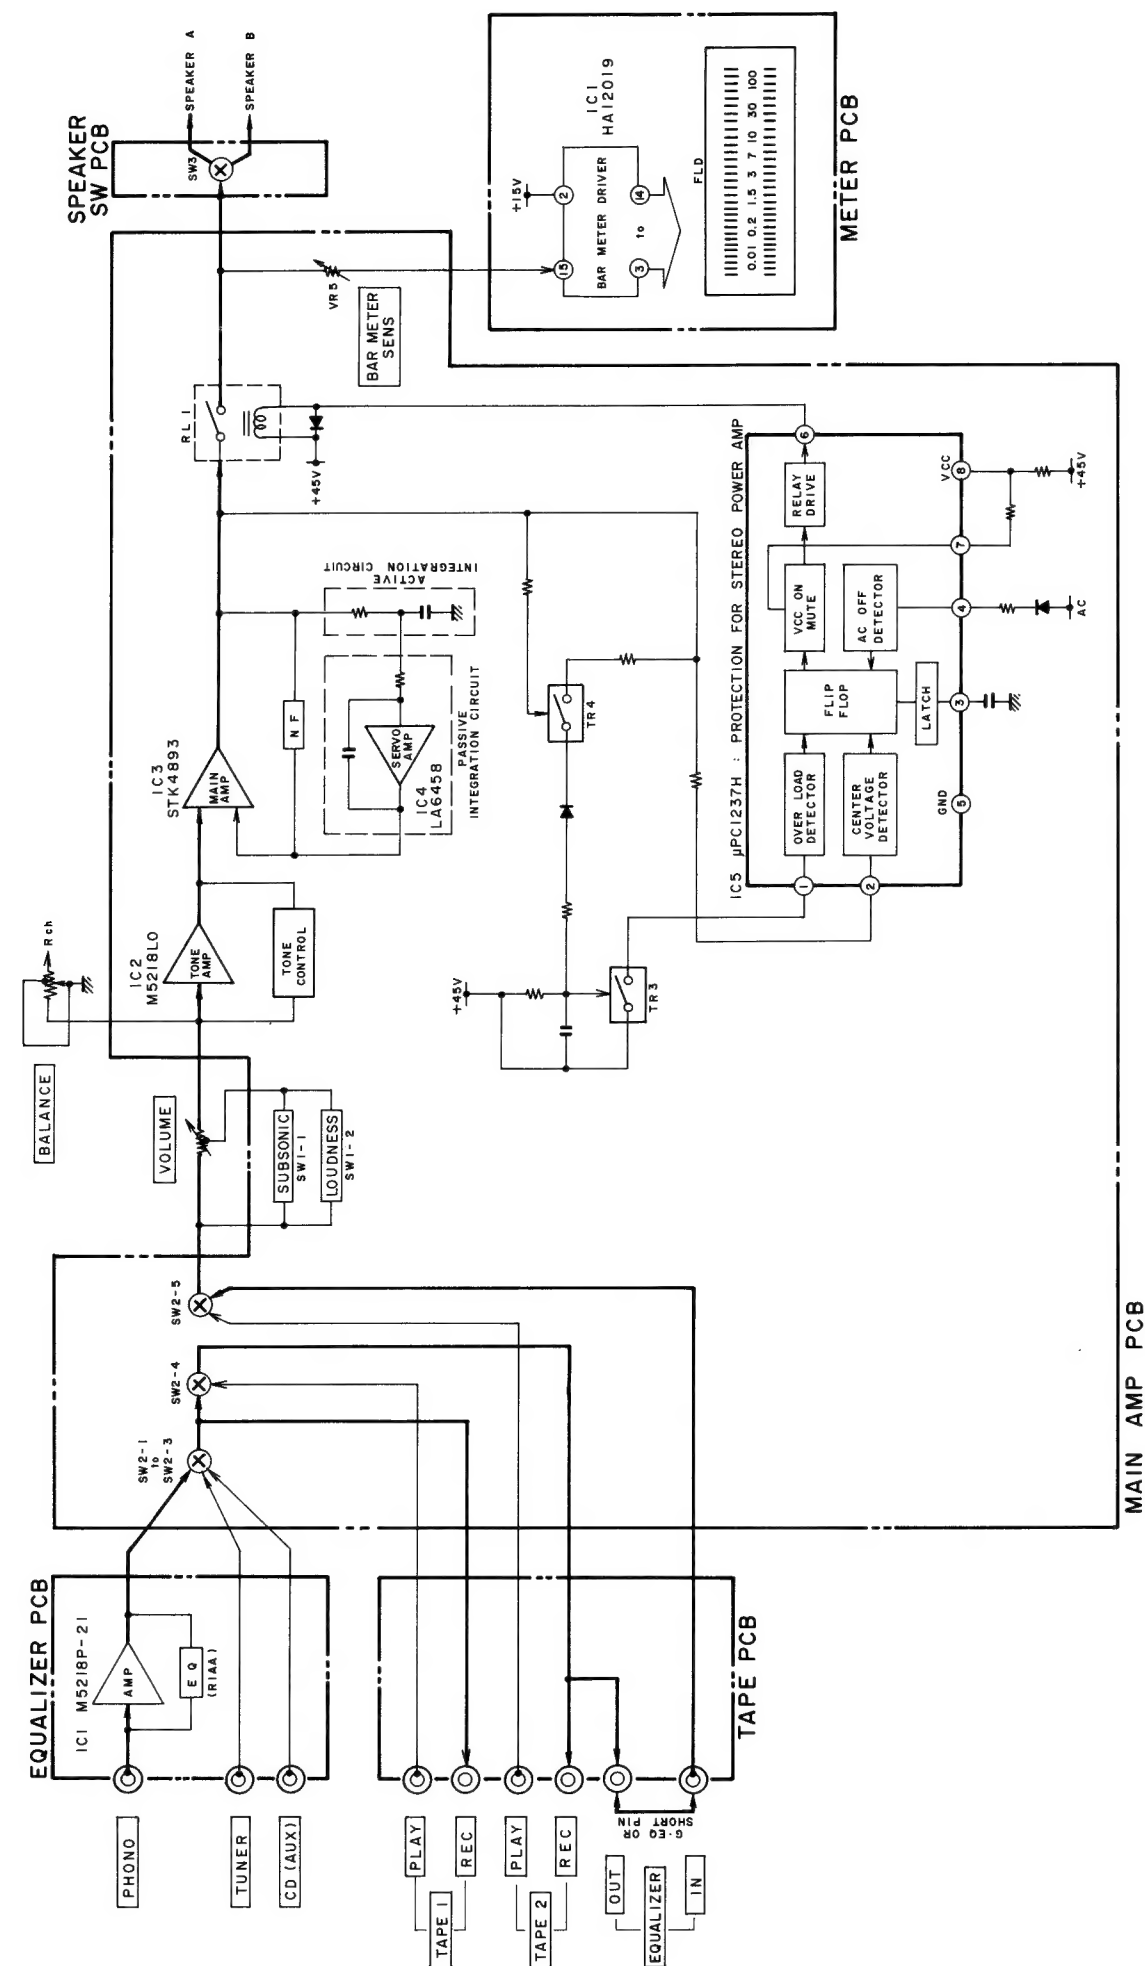 EQUALIZER PCB
IC1 M5218P-21
AMP
EQ
(RIAA)
PHONO
TUNER
CD (AUX)
TAPE PCB
PLAY
REC
TAPE 1
PLAY
REC
TAPE 2
G·EQ OR
SHORT PIN
OUT
IN
EQUALIZER
MAIN AMP PCB
SW2-1
to
SW2-3
SW2-4
SW2-5
VOLUME
SUBSONIC
SW1-1
LOUDNESS
SW1-2
BALANCE
Rch
IC2
M5218LO
TONE
AMP
TONE
CONTROL
IC3
STK4893
MAIN
AMP
NF
ACTIVE
INTEGRATION CIRCUIT
SERVO
AMP
IC4
LA6458
PASSIVE
INTEGRATION CIRCUIT
RL1
+45V
VR5
BAR METER
SENS
+45V
TR3
TR4
IC5 μPC1237H : PROTECTION FOR STEREO POWER AMP
1
2
OVER LOAD
DETECTOR
CENTER
VOLTAGE
DETECTOR
FLIP
FLOP
LATCH
VCC ON
MUTE
AC OFF
DETECTOR
RELAY
DRIVE
6
GND
5
3
4
7
VCC
8
AC
+45V
SPEAKER
SW PCB
SW3
SPEAKER A
SPEAKER B
METER PCB
IC1
HA12019
+15V
2
15
BAR METER DRIVER
3 to 14
FLD
0.01 0.2 1.5 3 7 10 30 100